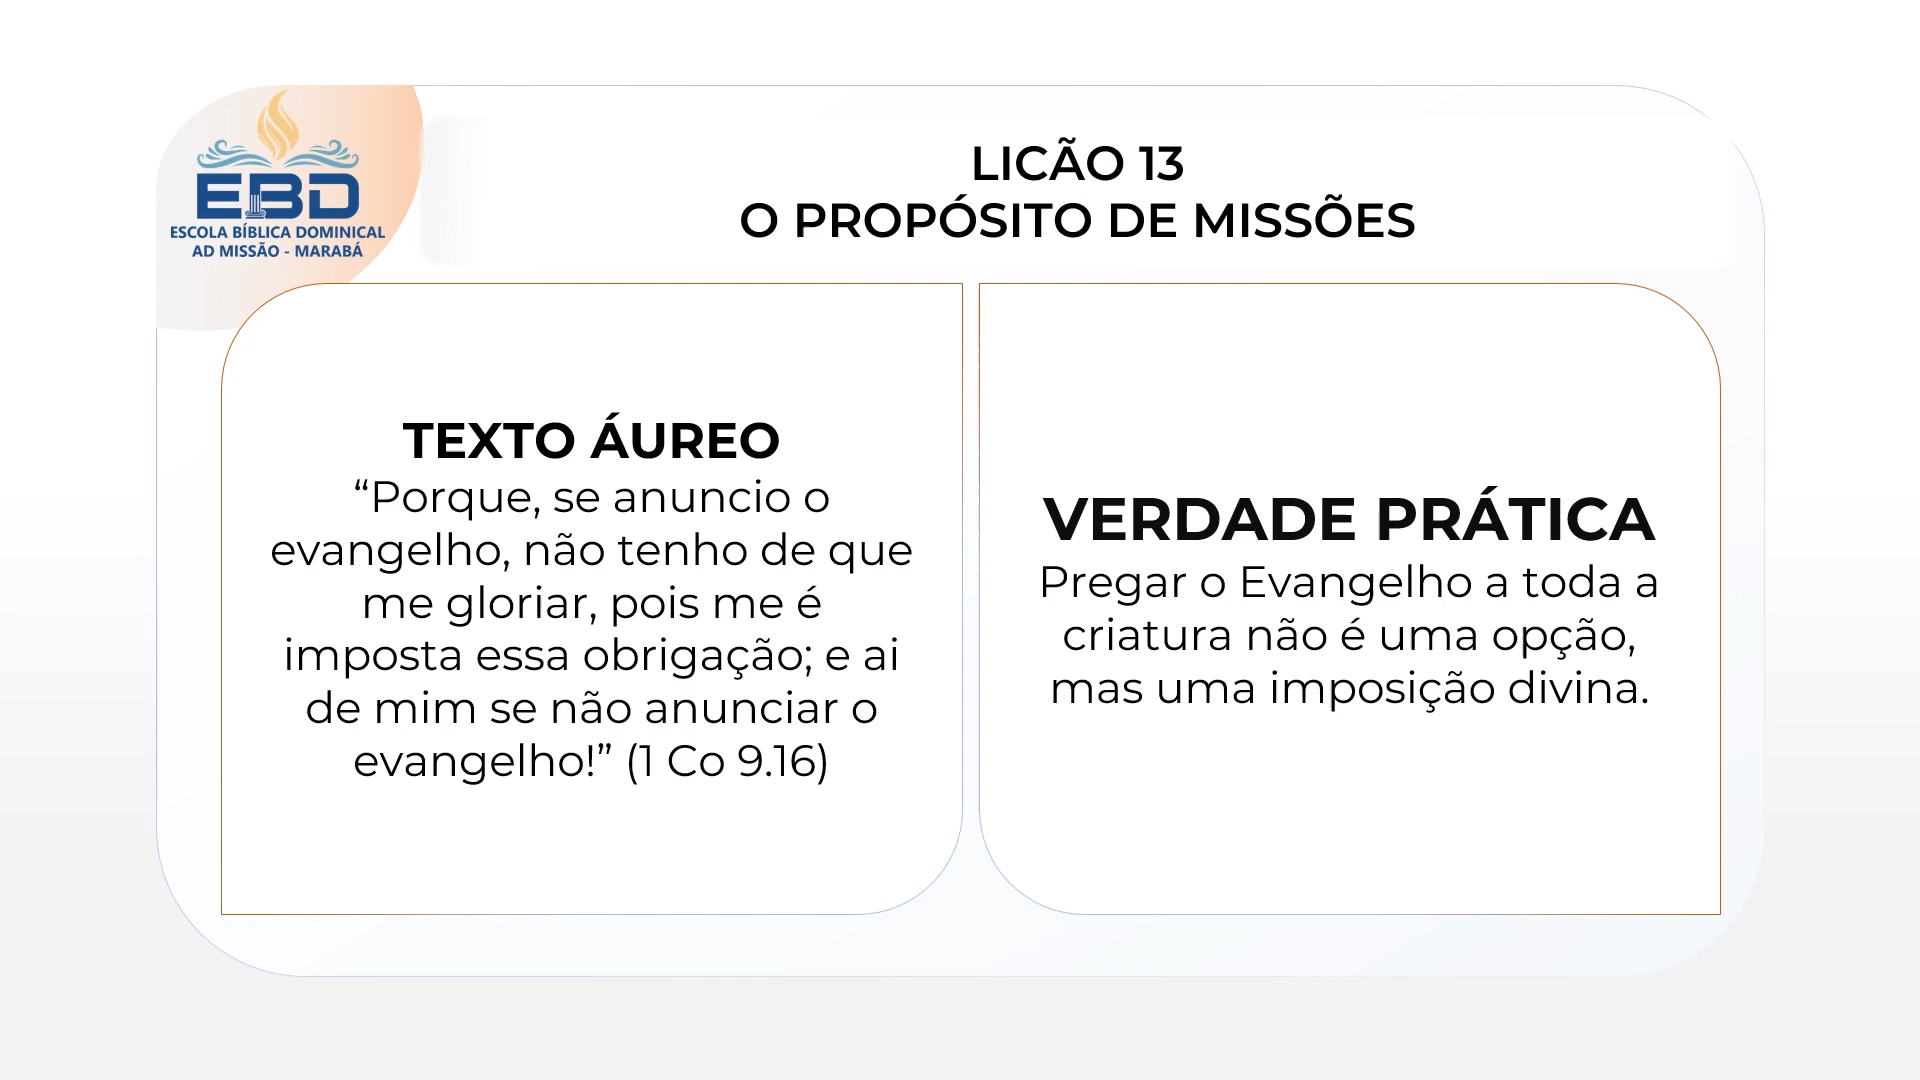 EBD
ESCOLA BÍBLICA DOMINICAL
AD MISSÃO - MARABÁ
LICÃO 13
O PROPÓSITO DE MISSÕES
TEXTO ÁUREO
“Porque, se anuncio o
evangelho, não tenho de que
me gloriar, pois me é
imposta essa obrigação; e ai
de mim se não anunciar o
evangelho!” (1 Co 9.16)
VERDADE PRÁTICA
Pregar o Evangelho a toda a
criatura não é uma opção,
mas uma imposição divina.